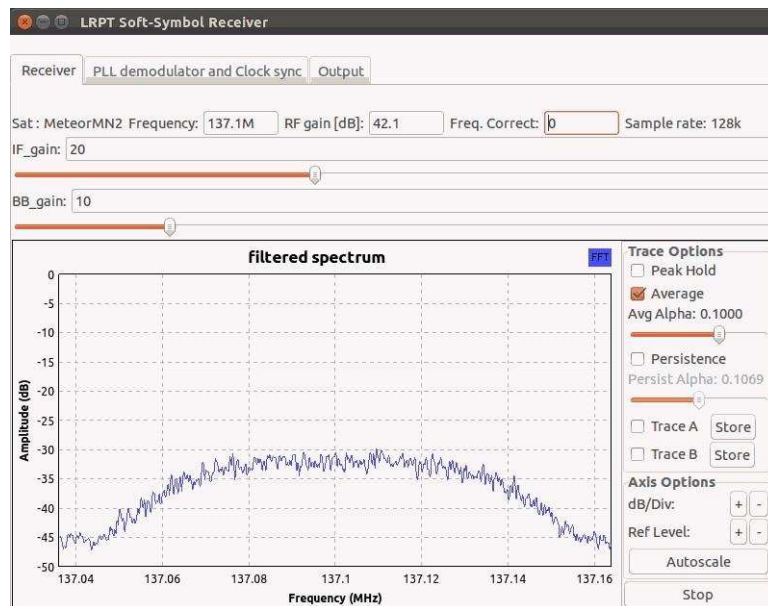 LRPT Soft-Symbol Receiver
Receiver PLL demodulator and Clock sync Output
Sat : MeteorMN2 Frequency: 137.1M RF gain [dB]: 42.1 Freq. Correct: 0 Sample rate: 128k
IF_gain: 20
BB_gain: 10
filtered spectrum
FFT
0
-5
-10
-15
-20
-25
-30
-35
-40
-45
-50
Amplitude (dB)
137.04 137.06 137.08 137.1 137.12 137.14 137.16
Frequency (MHz)
Trace Options
Peak Hold
Average
Avg Alpha: 0.1000
Persistence
Persist Alpha: 0.1069
Trace A Store
Trace B Store
Axis Options
dB/Div: + -
Ref Level: + -
Autoscale
Stop